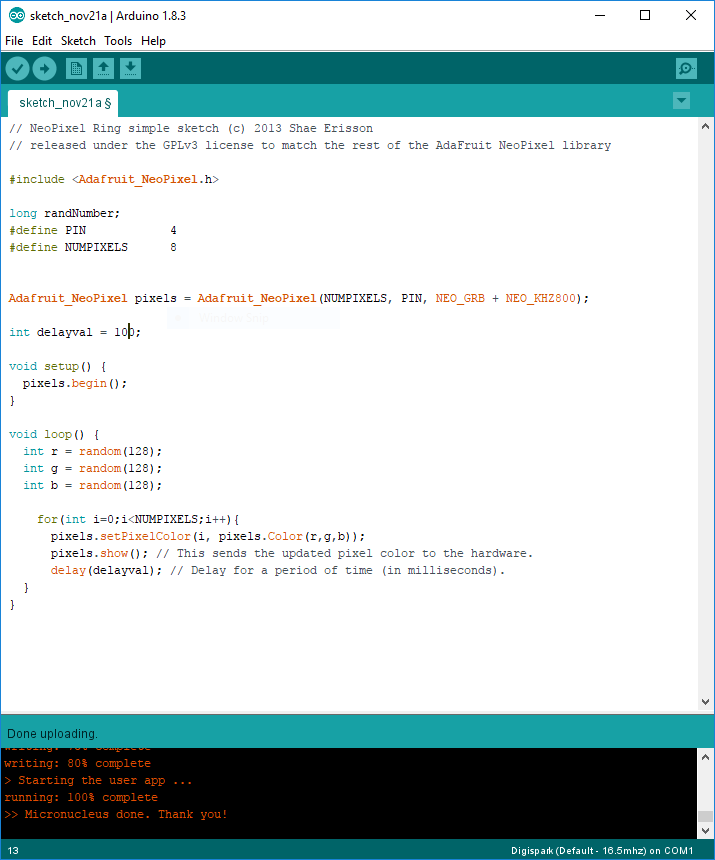 sketch_nov21a | Arduino 1.8.3
File Edit Sketch Tools Help
sketch_nov21a §
// NeoPixel Ring simple sketch (c) 2013 Shae Erisson
// released under the GPLv3 license to match the rest of the AdaFruit NeoPixel library
#include <Adafruit_NeoPixel.h>
long randNumber;
#define PIN 4
#define NUMPIXELS 8
Adafruit_NeoPixel pixels = Adafruit_NeoPixel(NUMPIXELS, PIN, NEO_GRB + NEO_KHZ800);
int delayval = 100;
void setup() {
pixels.begin();
}
void loop() {
int r = random(128);
int g = random(128);
int b = random(128);
for(int i=0;i<NUMPIXELS;i++){
pixels.setPixelColor(i, pixels.Color(r,g,b));
pixels.show(); // This sends the updated pixel color to the hardware.
delay(delayval); // Delay for a period of time (in milliseconds).
}
}
Done uploading.
writing: 80% complete
> Starting the user app ...
running: 100% complete
>> Micronucleus done. Thank you!
13 Digispark (Default - 16.5mhz) on COM1